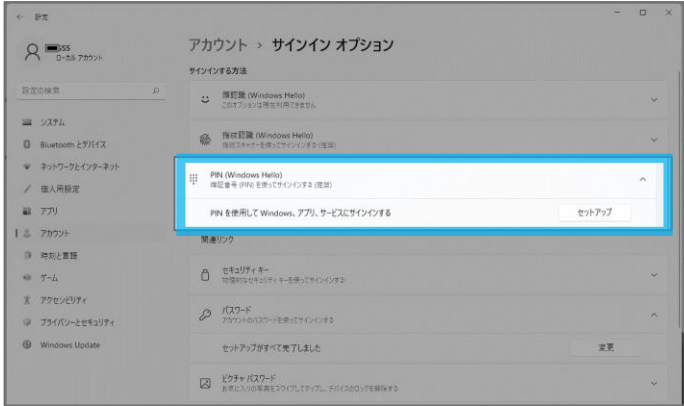 ← 設定
SSS
ローカル アカウント
設定の検索
システム
Bluetooth とデバイス
ネットワークとインターネット
個人用設定
アプリ
アカウント
時刻と言語
ゲーム
アクセシビリティ
プライバシーとセキュリティ
Windows Update
アカウント › サインイン オプション
サインインする方法
顔認識 (Windows Hello)
このオプションは現在利用できません
指紋認識 (Windows Hello)
指紋スキャナーを使ってサインインする (推奨)
PIN (Windows Hello)
暗証番号 (PIN) を使ってサインインする (推奨)
PIN を使用して Windows、アプリ、サービスにサインインする
セットアップ
関連リンク
セキュリティ キー
物理的なセキュリティ キーを使ってサインインする
パスワード
アカウントのパスワードを使ってサインインする
セットアップがすべて完了しました
変更
ピクチャ パスワード
お気に入りの写真をスワイプしてタップし、デバイスのロックを解除する